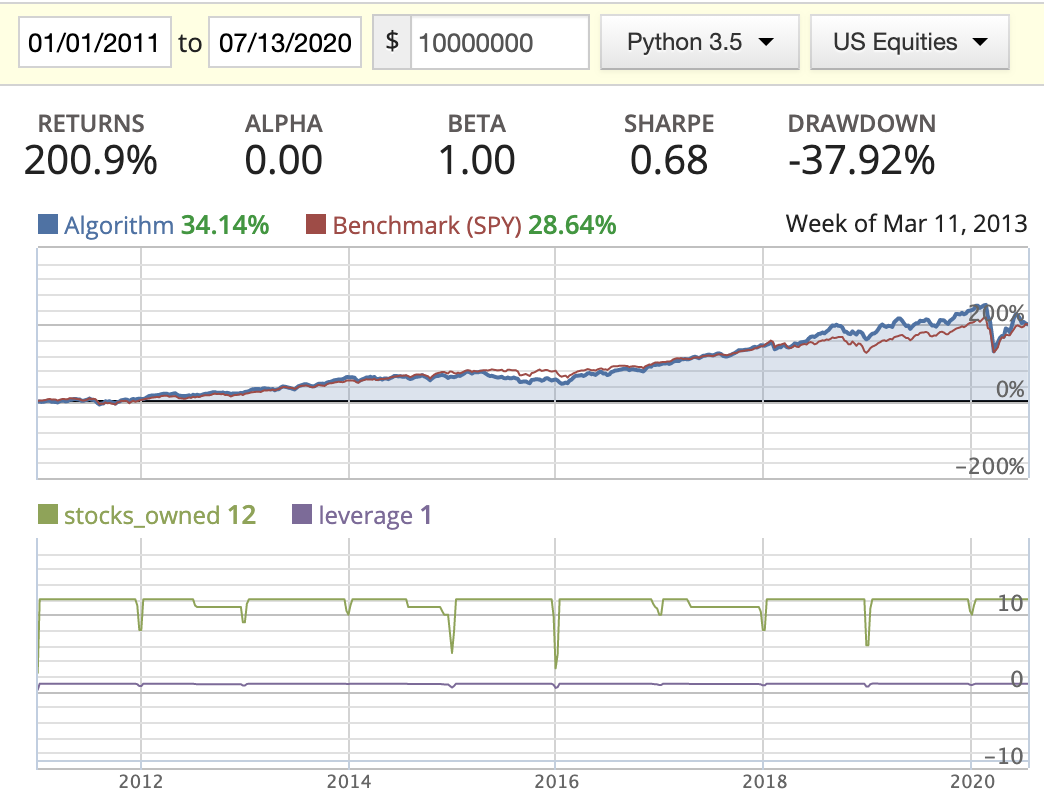 01/01/2011 to 07/13/2020 $ 10000000 Python 3.5 US Equities
RETURNS ALPHA BETA SHARPE DRAWDOWN
200.9% 0.00 1.00 0.68 -37.92%
Algorithm 34.14% Benchmark (SPY) 28.64% Week of Mar 11, 2013
200%
0%
−200%
stocks_owned 12 leverage 1
10
0
−10
2012 2014 2016 2018 2020